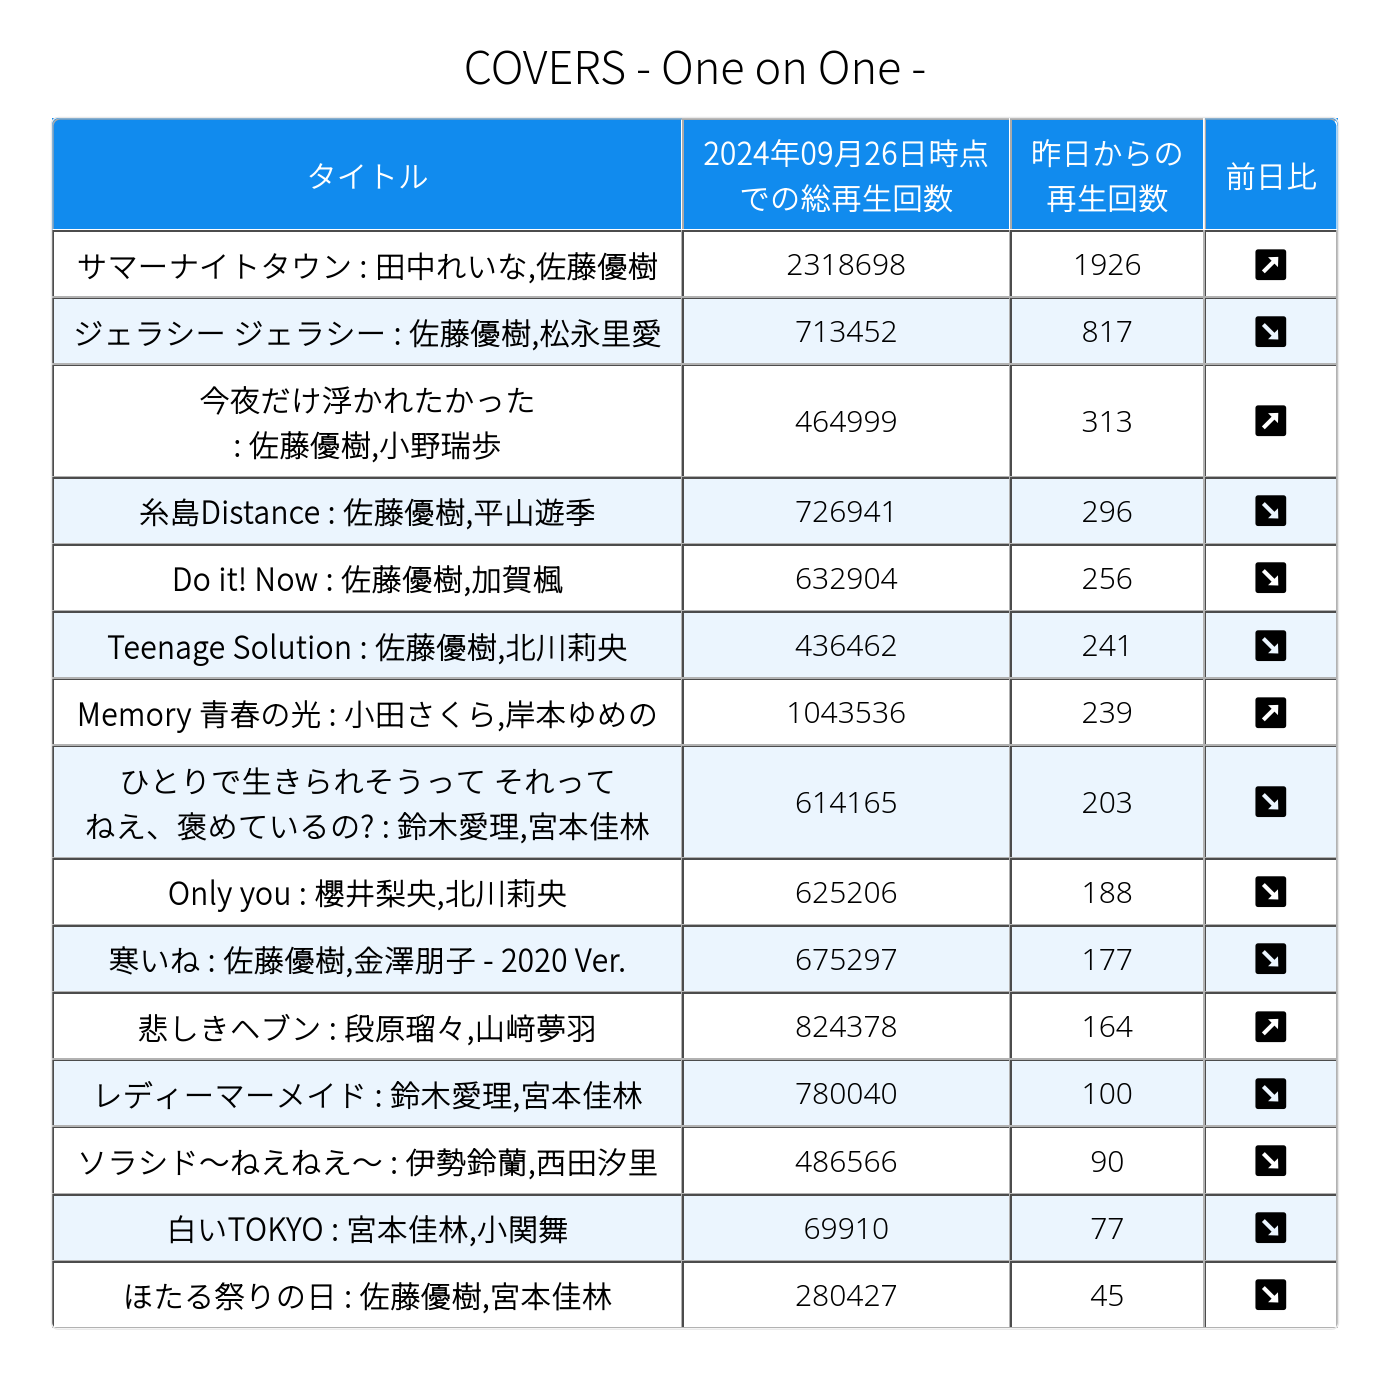 COVERS - One on One -
タイトル
2024年09月26日時点
での総再生回数
昨日からの
再生回数
前日比
サマーナイトタウン : 田中れいな,佐藤優樹
2318698
1926
ジェラシー ジェラシー : 佐藤優樹,松永里愛
713452
817
今夜だけ浮かれたかった
: 佐藤優樹,小野瑞歩
464999
313
糸島Distance : 佐藤優樹,平山遊季
726941
296
Do it! Now : 佐藤優樹,加賀楓
632904
256
Teenage Solution : 佐藤優樹,北川莉央
436462
241
Memory 青春の光 : 小田さくら,岸本ゆめの
1043536
239
ひとりで生きられそうって それって
ねえ、褒めているの? : 鈴木愛理,宮本佳林
614165
203
Only you : 櫻井梨央,北川莉央
625206
188
寒いね : 佐藤優樹,金澤朋子 - 2020 Ver.
675297
177
悲しきヘブン : 段原瑠々,山﨑夢羽
824378
164
レディーマーメイド : 鈴木愛理,宮本佳林
780040
100
ソラシド〜ねえねえ〜 : 伊勢鈴蘭,西田汐里
486566
90
白いTOKYO : 宮本佳林,小関舞
69910
77
ほたる祭りの日 : 佐藤優樹,宮本佳林
280427
45